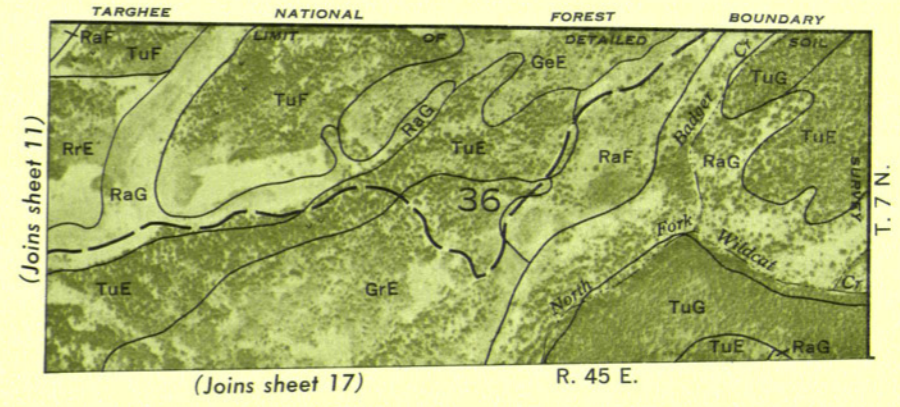 TARGHEE NATIONAL FOREST BOUNDARY
LIMIT OF DETAILED SOIL SURVEY
RaF
TuF
GeE
Cr
TuG
TuF
RaG
Badger
TuE
RrE
TuE
RaF
RaG
RaG
36
(Joins sheet 11)
T. 7 N.
North Fork
Wildcat
Cr
TuE
GrE
TuG
TuE
RaG
(Joins sheet 17)
R. 45 E.